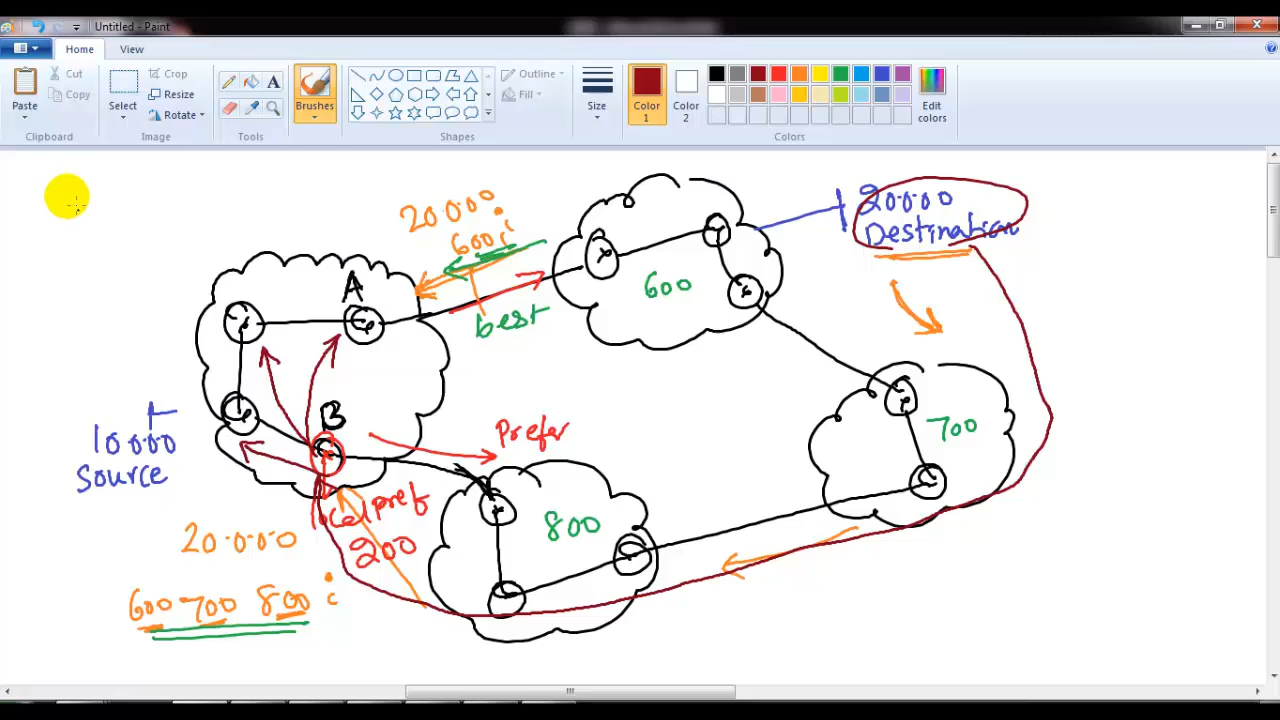 Untitled - Paint
Home
View
Paste
Cut
Copy
Clipboard
Select
Crop
Resize
Rotate
Image
Tools
Brushes
Outline
Fill
Shapes
Size
Color 1
Color 2
Edit colors
Colors
20.0.0.0
600 i
20.0.0.0
Destination
A
600
best
B
10.0.0.0
Source
Prefer
700
local pref
200
800
20.0.0.0
600 700 800 i